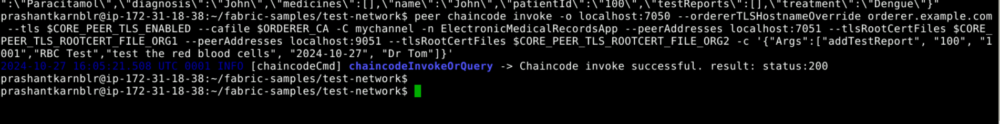 ":\"Paracitamol\",\"diagnosis\":\"John\",\"medicines\":[],\"name\":\"John\",\"patientId\":\"100\",\"testReports\":[],\"treatment\":\"Dengue\"}"
prashantkarnblr@ip-172-31-18-38:~/fabric-samples/test-network$ peer chaincode invoke -o localhost:7050 --ordererTLSHostnameOverride orderer.example.com
 --tls $CORE_PEER_TLS_ENABLED --cafile $ORDERER_CA -C mychannel -n ElectronicMedicalRecordsApp --peerAddresses localhost:7051 --tlsRootCertFiles $CORE_
PEER_TLS_ROOTCERT_FILE_ORG1 --peerAddresses localhost:9051 --tlsRootCertFiles $CORE_PEER_TLS_ROOTCERT_FILE_ORG2 -c '{"Args":["addTestReport", "100", "1
001","RBC Test","test the red blood cells", "2024-10-27", "Dr Tom"]}'
2024-10-27 16:05:21.508 UTC 0001 INFO [chaincodeCmd] chaincodeInvokeOrQuery -> Chaincode invoke successful. result: status:200
prashantkarnblr@ip-172-31-18-38:~/fabric-samples/test-network$
prashantkarnblr@ip-172-31-18-38:~/fabric-samples/test-network$